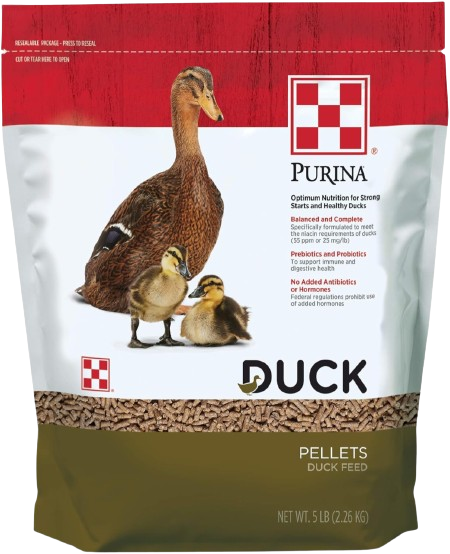 RESEALABLE PACKAGE - PRESS TO RESEAL
CUT OR TEAR HERE TO OPEN
PURINA
Optimum Nutrition for Strong
Starts and Healthy Ducks
Balanced and Complete
Specifically formulated to meet
the niacin requirements of ducks
(55 ppm or 25 mg/lb)
Prebiotics and Probiotics
To support immune and
digestive health
No Added Antibiotics
or Hormones
Federal regulations prohibit use
of added hormones
DUCK
PELLETS
DUCK FEED
NET WT. 5 LB (2.26 KG)